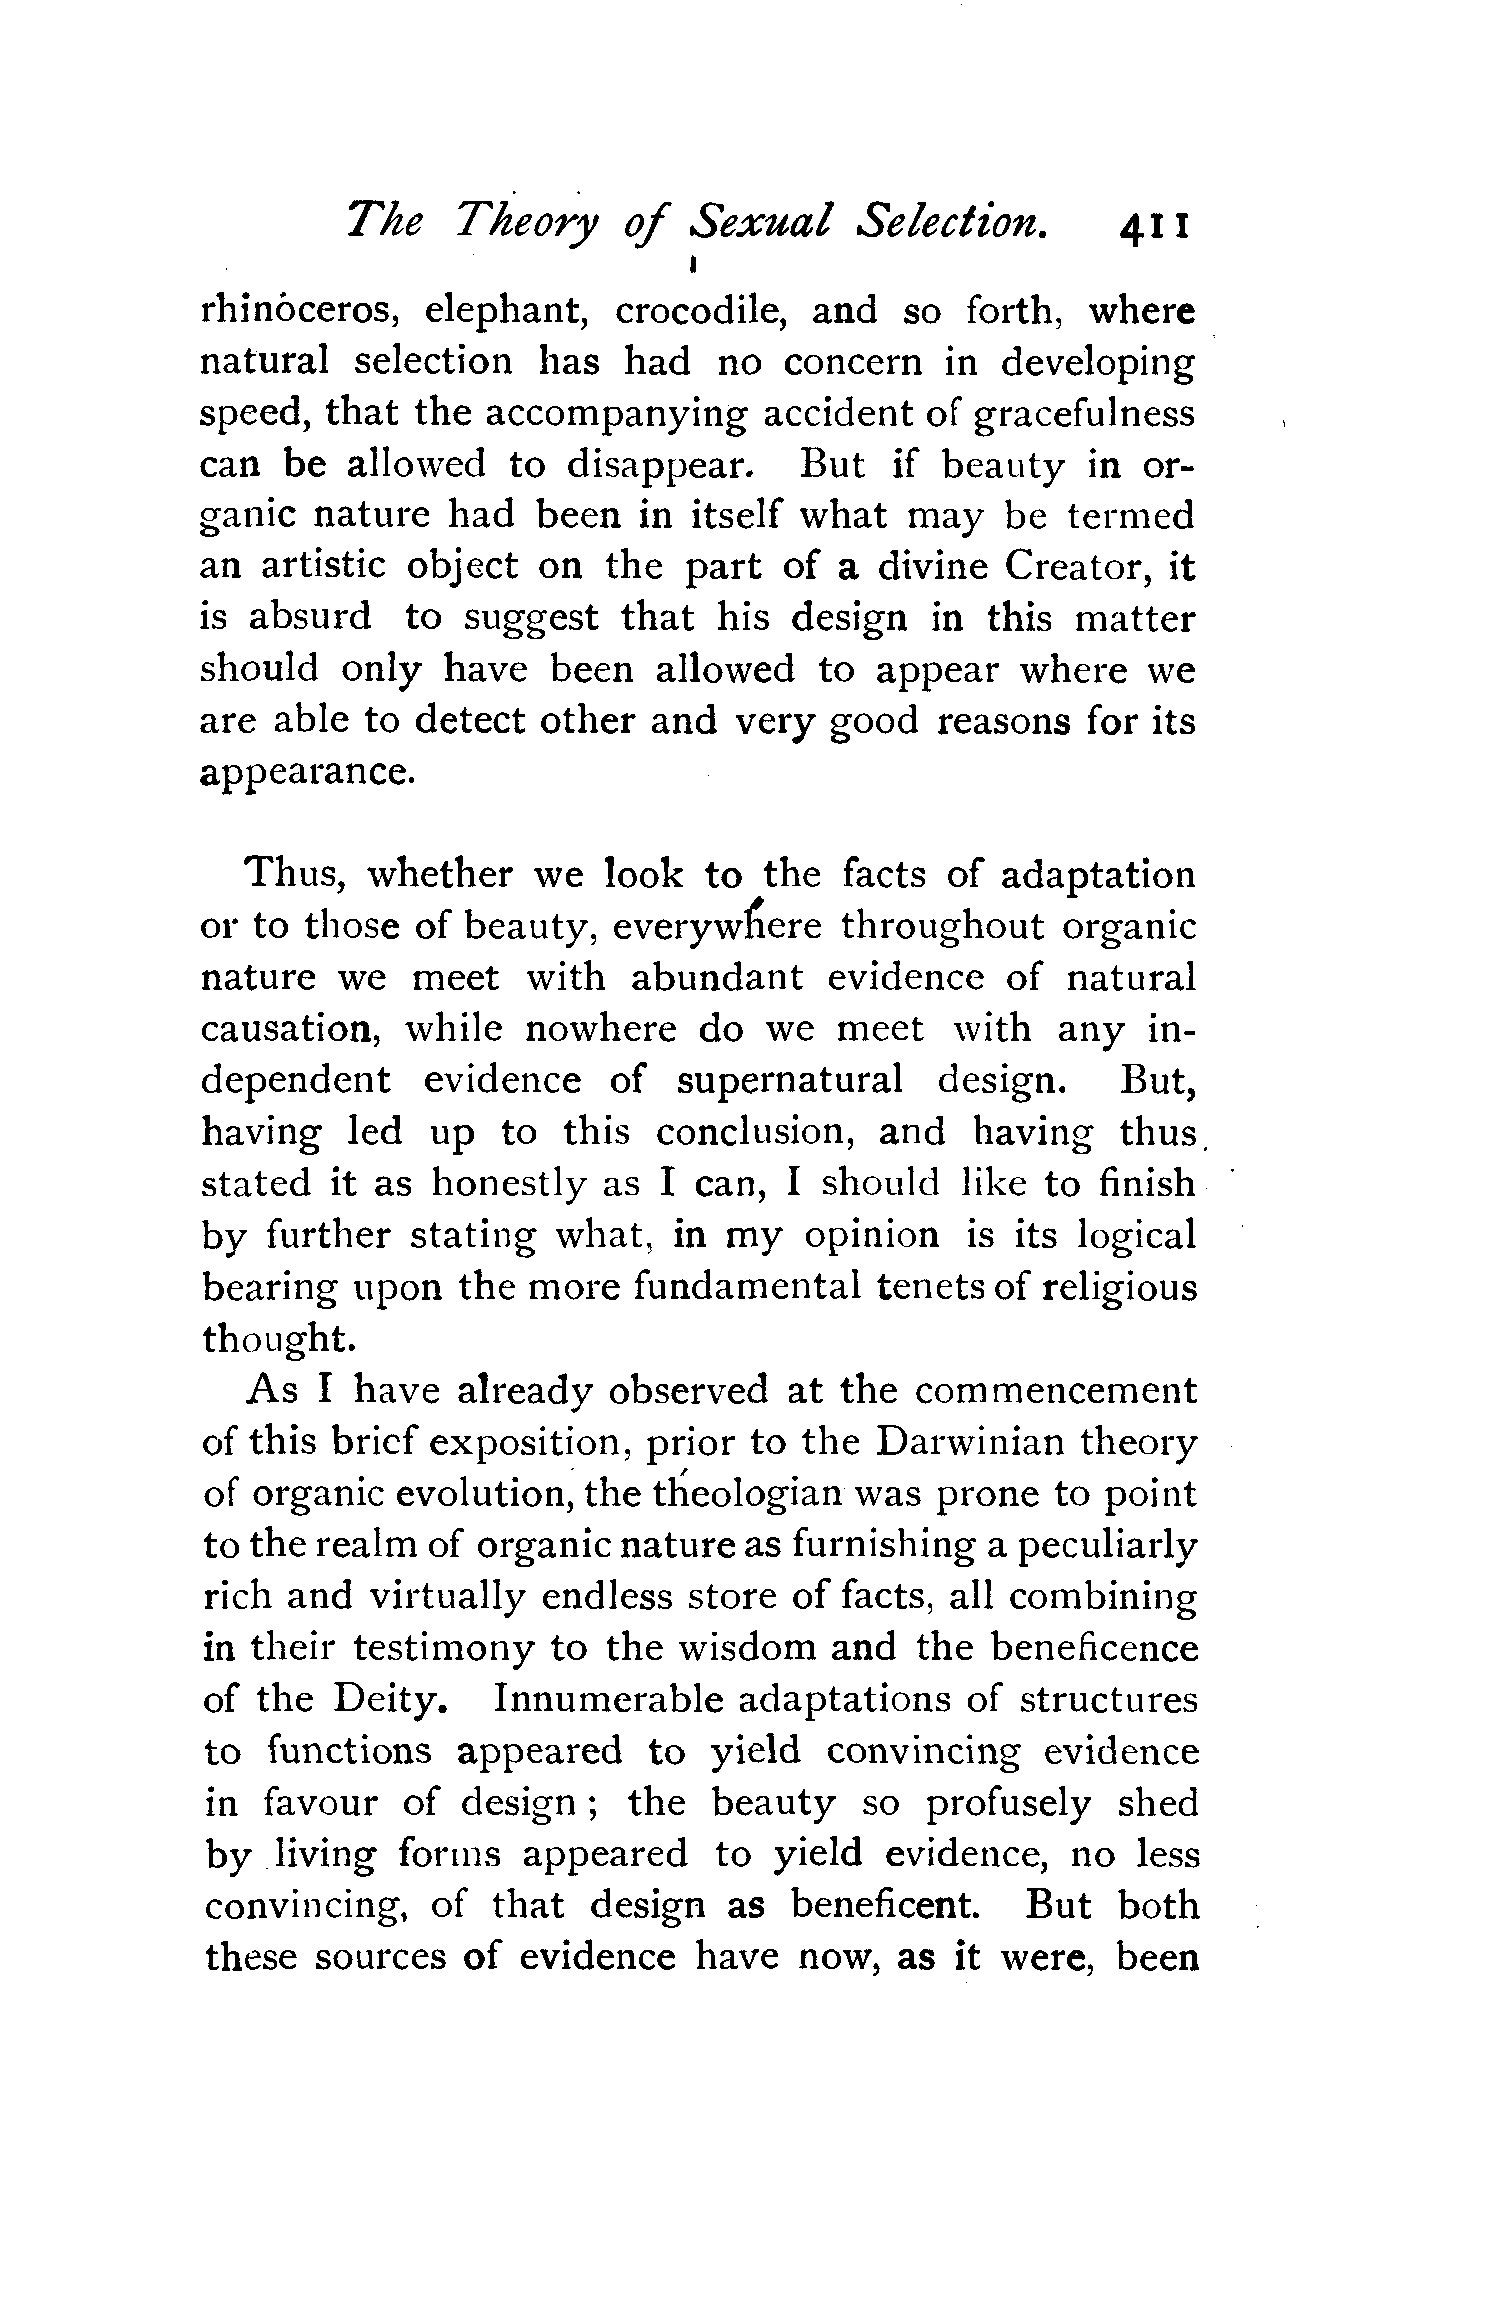 The Theory of Sexual Selection. 411
rhinoceros, elephant, crocodile, and so forth, where
natural selection has had no concern in developing
speed, that the accompanying accident of gracefulness
can be allowed to disappear. But if beauty in or-
ganic nature had been in itself what may be termed
an artistic object on the part of a divine Creator, it
is absurd to suggest that his design in this matter
should only have been allowed to appear where we
are able to detect other and very good reasons for its
appearance.
Thus, whether we look to the facts of adaptation
or to those of beauty, everywhere throughout organic
nature we meet with abundant evidence of natural
causation, while nowhere do we meet with any in-
dependent evidence of supernatural design. But,
having led up to this conclusion, and having thus
stated it as honestly as I can, I should like to finish
by further stating what, in my opinion is its logical
bearing upon the more fundamental tenets of religious
thought.
As I have already observed at the commencement
of this brief exposition, prior to the Darwinian theory
of organic evolution, the theologian was prone to point
to the realm of organic nature as furnishing a peculiarly
rich and virtually endless store of facts, all combining
in their testimony to the wisdom and the beneficence
of the Deity. Innumerable adaptations of structures
to functions appeared to yield convincing evidence
in favour of design ; the beauty so profusely shed
by living forms appeared to yield evidence, no less
convincing, of that design as beneficent. But both
these sources of evidence have now, as it were, been